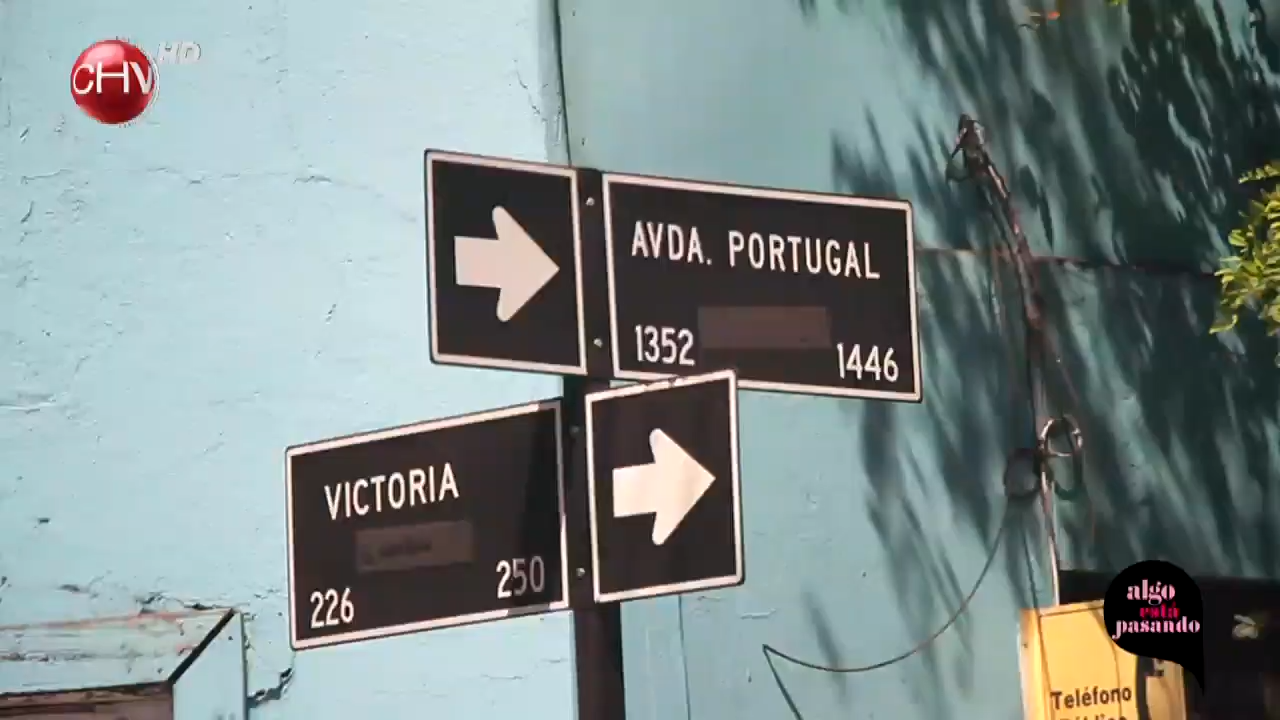 CHV HD
AVDA. PORTUGAL
1352
1446
VICTORIA
226
250
algo
está
pasando
Teléfono